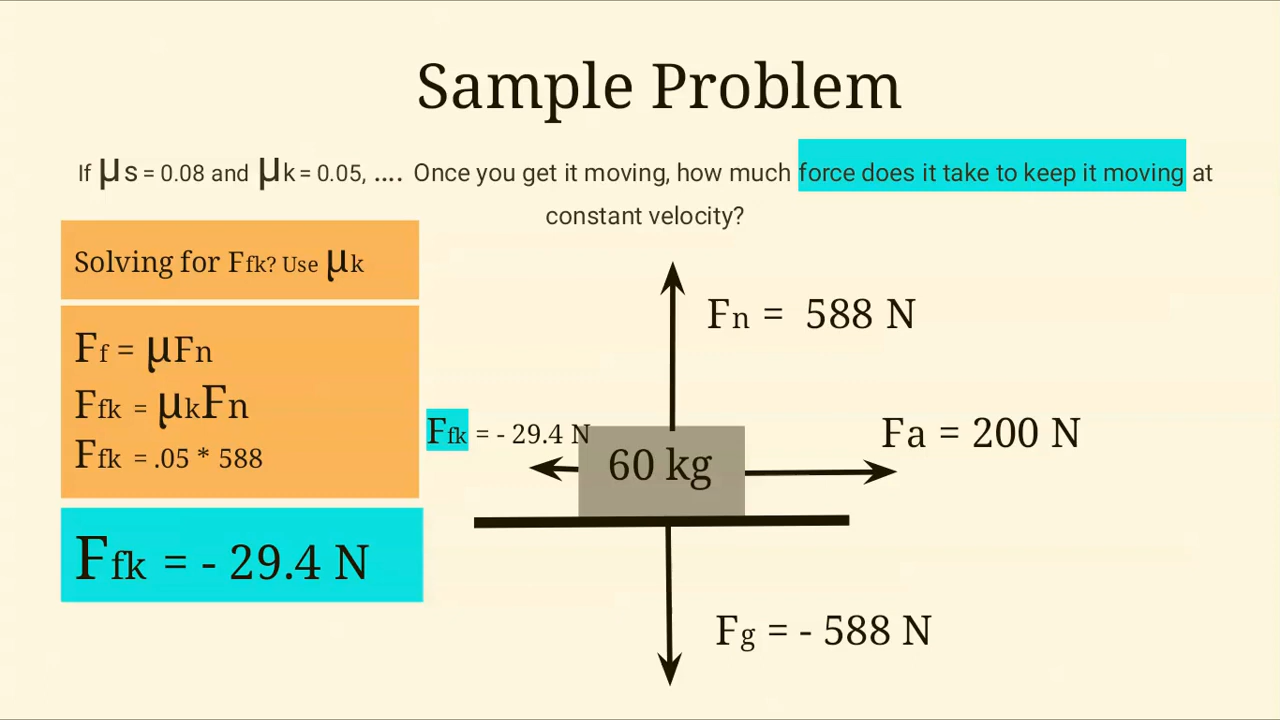 Sample Problem
If μs = 0.08 and μk = 0.05, .... Once you get it moving, how much force does it take to keep it moving at
constant velocity?
Solving for Ffk? Use μk
Ff = μFn
Ffk = μkFn
Ffk = .05 * 588
Ffk = - 29.4 N
Fn = 588 N
Ffk = - 29.4 N
60 kg
Fa = 200 N
Fg = - 588 N